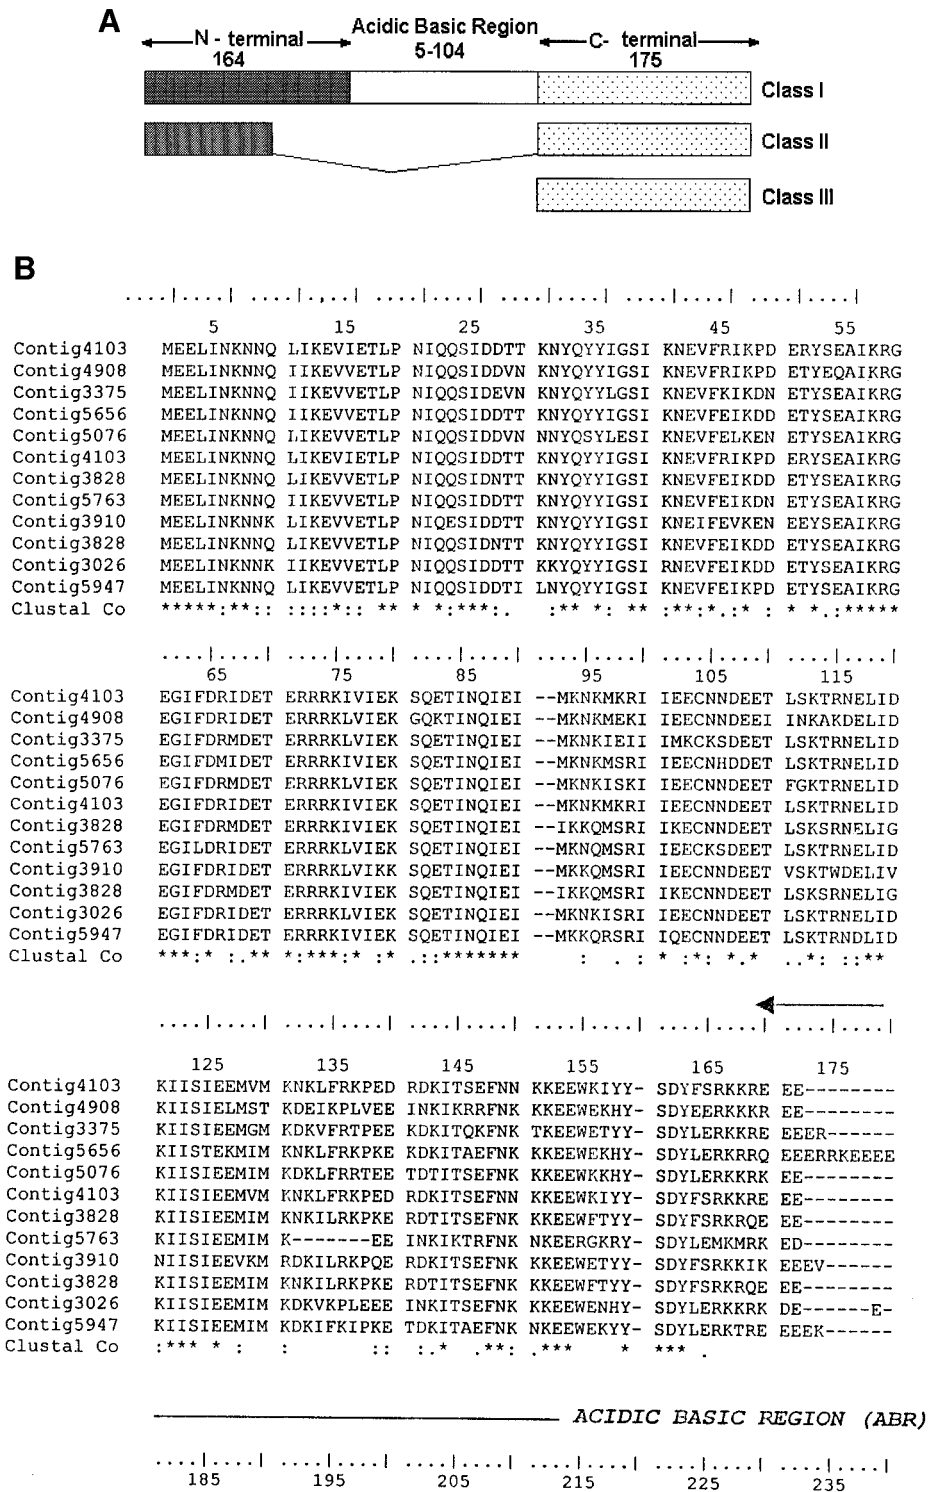 A
N - terminal
164
Acidic Basic Region
5-104
C- terminal
175
Class I
Class II
Class III
B
....|....| ....|....| ....|....| ....|....| ....|....| ....|....|
5 15 25 35 45 55
Contig4103 MEELINKNNQ LIKEVIETLP NIQQSIDDTT KNYQYYIGSI KNEVFRIKPD ERYSEAIKRG
Contig4908 MEELINKNNQ IIKEVVETLP NIQQSIDDVN KNYQYYIGSI KNEVFRIKPD ETYEQAIKRG
Contig3375 MEELINKNNQ IIKEVVETLP NIQQSIDEVN KNYQYYLGSI KNEVFKIKDN ETYSEAIKRG
Contig5656 MEELINKNNQ IIKEVVETLP NIQQSIDDTT KNYQYYIGSI KNEVFEIKDD ETYSEAIKRG
Contig5076 MEELINKNNQ LIKEVVETLP NIQQSIDDVN NNYQSYLESI KNEVFELKEN ETYSEAIKRG
Contig4103 MEELINKNNQ LIKEVIETLP NIQQSIDDTT KNYQYYIGSI KNEVFRIKPD ERYSEAIKRG
Contig3828 MEELINKNNQ LIKEVVETLP NIQQSIDNTT KNYQYYIGSI KNEVFEIKDD ETYSEAIKRG
Contig5763 MEELINKNNQ IIKEVVETLP NIQQSIDDTT KNYQYYIGSI KNEVFEIKDN ETYSEAIKRG
Contig3910 MEELINKNNK LIKEVVETLP NIQESIDDTT KNYQYYIGSI KNEIFEVKEN EEYSEAIKRG
Contig3828 MEELINKNNQ LIKEVVETLP NIQQSIDNTT KNYQYYIGSI KNEVFEIKDD ETYSEAIKRG
Contig3026 MEELINKNNK IIKEVVETLP NIQQSIDDTT KKYQYYIGSI RNEVFEIKDD ETYSEAIKRG
Contig5947 MEELINKNNQ LIKEVVETLP NIQQSIDDTI LNYQYYIGSI KNEVFEIKPD ETYSEAIKRG
Clustal Co *****:**:: ::::*:: ** * **:***:. :** *: ** :**:*:*: : * *.:*****
....|....| ....|....| ....|....| ....|....| ....|....| ....|....|
65 75 85 95 105 115
Contig4103 EGIFDRIDET ERRRKIVIEK SQETINQIEI --MKNKMKRI IEECNNDEET LSKTRNELID
Contig4908 EGIFDRIDET ERRRKLVIEK GQKTINQIEI --MKNKMEKI IEECNNDEEI INKAKDELID
Contig3375 EGIFDRMDET ERRRKLVIEK SQETINQIEI --MKNKIEII IMKCKSDEET LSKTRNELID
Contig5656 EGIFDMIDET ERRRKLVIEK SQETINQIEI --MKNKMSRI IEECNHDDET LSKTRNELID
Contig5076 EGIFDRMDET ERRRKLVIEK SQETINQIEI --MKNKISKI IEECNNDEET FGKTRNELID
Contig4103 EGIFDRIDET ERRRKIVIEK SQETINQIEI --MKNKMKRI IEECNNDEET LSKTRNELID
Contig3828 EGIFDRMDET ERRRKIVIEK SQETINQIEI --IKKQMSRI IKECNNDEET LSKSRNELIG
Contig5763 EGILDRIDET ERRRKIVIEK SQETINQIEI --MKNQMSRI IEECKSDEET LSKTRNELID
Contig3910 EGIFDRIDET ERRRKLVIKK SQETINQIEI --MKKQMSRI IEECNNDEET VSKTWDELIV
Contig3828 EGIFDRMDET ERRRKIVIEK SQETINQIEI --IKKQMSRI IKECNNDEET LSKSRNELIG
Contig3026 EGIFDRIDET ERRRKLVIEK SQETINQIEI --MKNKISRI IEECNNDEET LSKTRNELID
Contig5947 EGIFDRIDET ERRRKIVIEK SQETINQIEI --MKKQRSRI IQECNNDEET LSKTRNDLID
Clustal Co ***:* :.** *:***:* :* .::******* : . : * *: *.* ..*: ::**
....|....| ....|....| ....|....| ....|....| ....|....| ....|....|
125 135 145 155 165 175
Contig4103 KIISIEEMVM KNKLFRKPED RDKITSEFNN KKEEWKIYY- SDYFSRKKRE EE--------
Contig4908 KIISIELMST KDEIKPLVEE INKIKRRFNK KKEEWEKHY- SDYEERKKKR EE--------
Contig3375 KIISIEEMGM KDKVFRTPEE KDKITQKFNK TKEEWETYY- SDYLERKKRE EEER------
Contig5656 KIISTEKMIM KNKLFRKPKE KDKITAEFNK KKEEWKDYY- SDYLERKRRQ EEERRKEEEE
Contig5076 KIISIEEMIM KDKLFRRTEE TDTITSEFNK KKEEWKKHY- SDYLERKKRK EE--------
Contig4103 KIISIEEMVM KNKLFRKPED RDKITSEFNN KKEEWKIYY- SDYFSRKKRE EE--------
Contig3828 KIISIEEMIM KNKILRKPKE RDTITSEFNK KKEEWFTYY- SDYFSRKRQE EE--------
Contig5763 KIISIEEMIM K-------EE INKIKTRFNK NKEERGKRY- SDYLEMKMRK ED--------
Contig3910 NIISIEEVKM RDKILRKPQE RDKITSEFNK KKEEWETYY- SDYFSRKKIK EEEV------
Contig3828 KIISIEEMIM KNKILRKPKE RDTITSEFNK KKEEWFTYY- SDYFSRKRQE EE--------
Contig3026 KIISIEEMIM KDKVKPLEEE INKITSEFNK KKEEWENHY- SDYLERKKRK DE------E-
Contig5947 KIISIEEMIM KDKIFKIPKE TDKITAEFNK NKEEWEKYY- SDYLERKTRE EEEK------
Clustal Co :*** * : : :: :.* **: :*** * *** .
ACIDIC BASIC REGION (ABR)
....|....| ....|....| ....|....| ....|....| ....|....| ....|....|
185 195 205 215 225 235